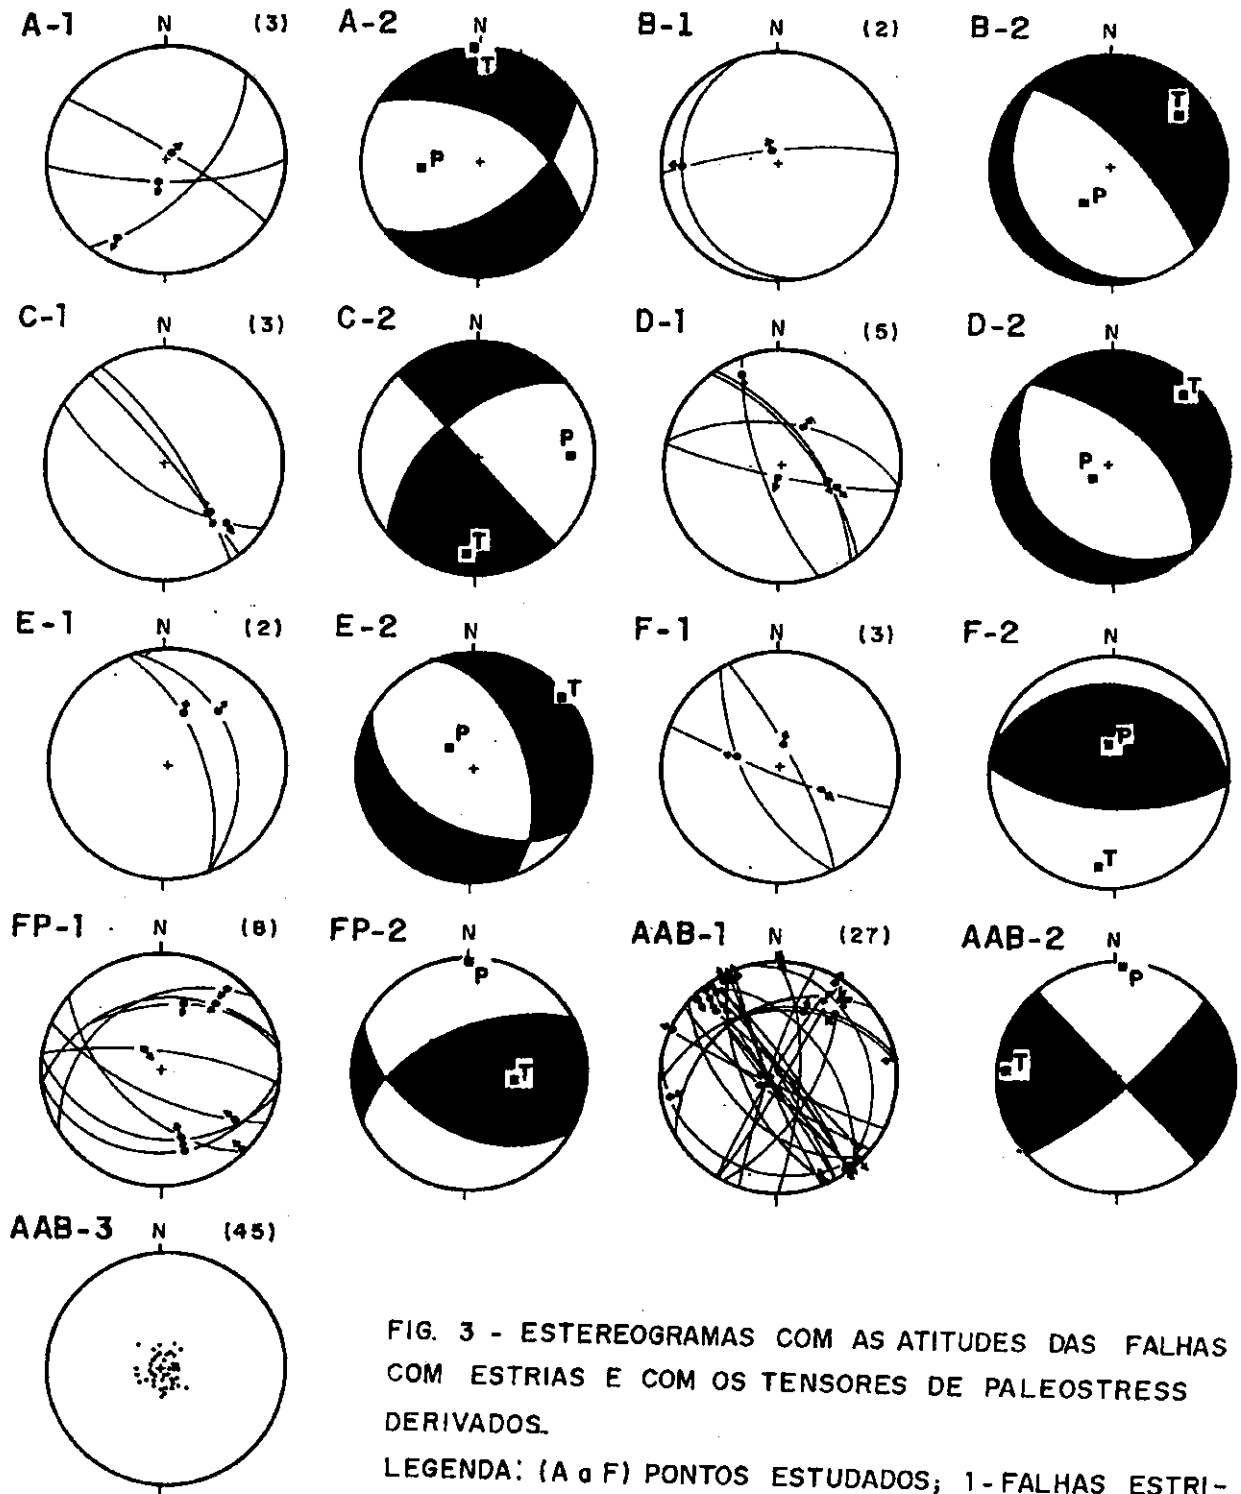 A-1 N (3) A-2 N B-1 N (2) B-2 N
T
P
T
P
C-1 N (3) C-2 N D-1 N (5) D-2 N
P
T
T
P
E-1 N (2) E-2 N F-1 N (3) F-2 N
T
P
P
T
FP-1 N (8) FP-2 N AAB-1 N (27) AAB-2 N
P
T
P
T
AAB-3 N (45)
FIG. 3 - ESTEREOGRAMAS COM AS ATITUDES DAS FALHAS
COM ESTRIAS E COM OS TENSORES DE PALEOSTRESS
DERIVADOS.
LEGENDA: (A a F) PONTOS ESTUDADOS; 1-FALHAS ESTRI-